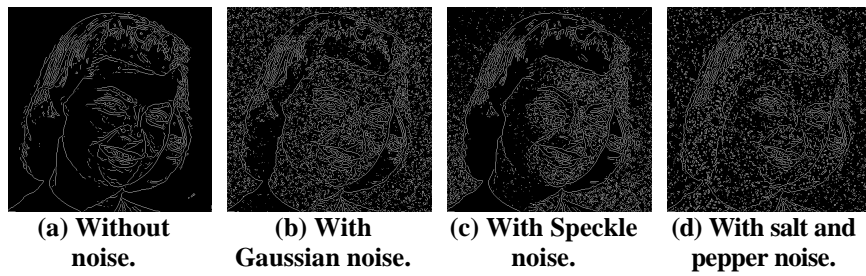 (a) Without
noise.
(b) With
Gaussian noise.
(c) With Speckle
noise.
(d) With salt and
pepper noise.